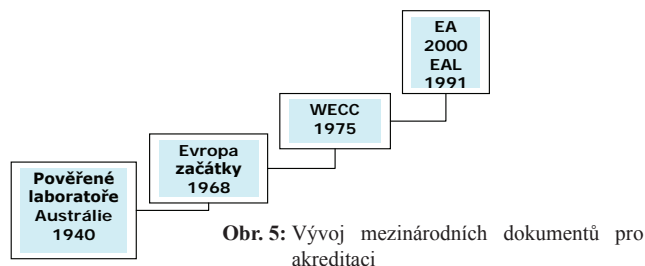 EA
2000
EAL
1991
WECC
1975
Evropa
začátky
1968
Pověřené
laboratoře
Austrálie
1940
Obr. 5: Vývoj mezinárodních dokumentů pro
akreditaci